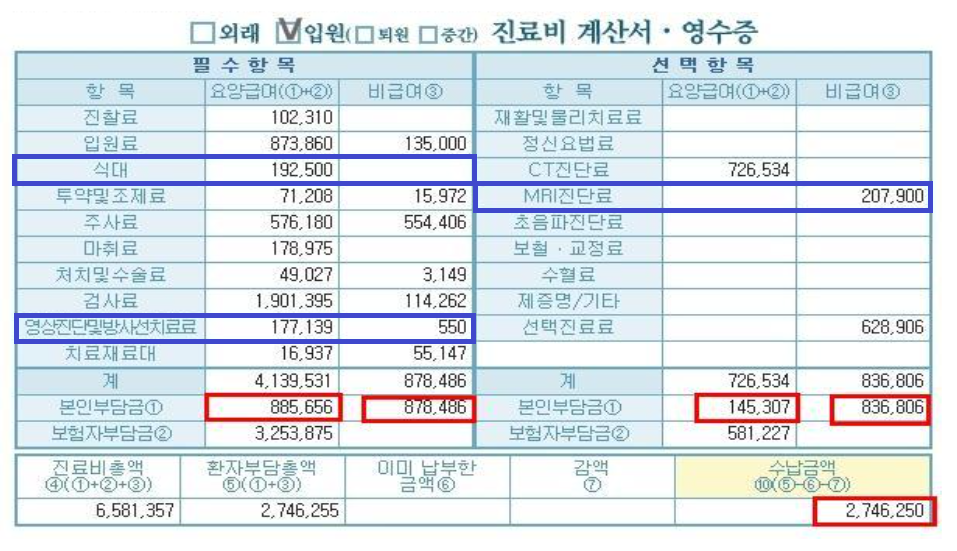 □외래 ☑입원(□퇴원 □중간) 진료비 계산서・영수증
필수항목 선택항목
항 목 요양급여(①+②) 비급여③ 항 목 요양급여(①+②) 비급여③
진찰료 102,310 재활및물리치료료
입원료 873,860 135,000 정신요법료
식대 192,500 CT진단료 726,534
투약및조제료 71,208 15,972 MRI진단료 207,900
주사료 576,180 554,406 초음파진단료
마취료 178,975 보철・교정료
처치및수술료 49,027 3,149 수혈료
검사료 1,901,395 114,262 제증명/기타
영상진단및방사선치료료 177,139 550 선택진료료 628,906
치료재료대 16,937 55,147
계 4,139,531 878,486 계 726,534 836,806
본인부담금① 885,656 878,486 본인부담금① 145,307 836,806
보험자부담금② 3,253,875 보험자부담금② 581,227
진료비총액 환자부담총액 이미 납부한 감액 수납금액
④(①+②+③) ⑤(①+③) 금액⑥ ⑦ ⑩(⑤-⑥-⑦)
6,581,357 2,746,255 2,746,250